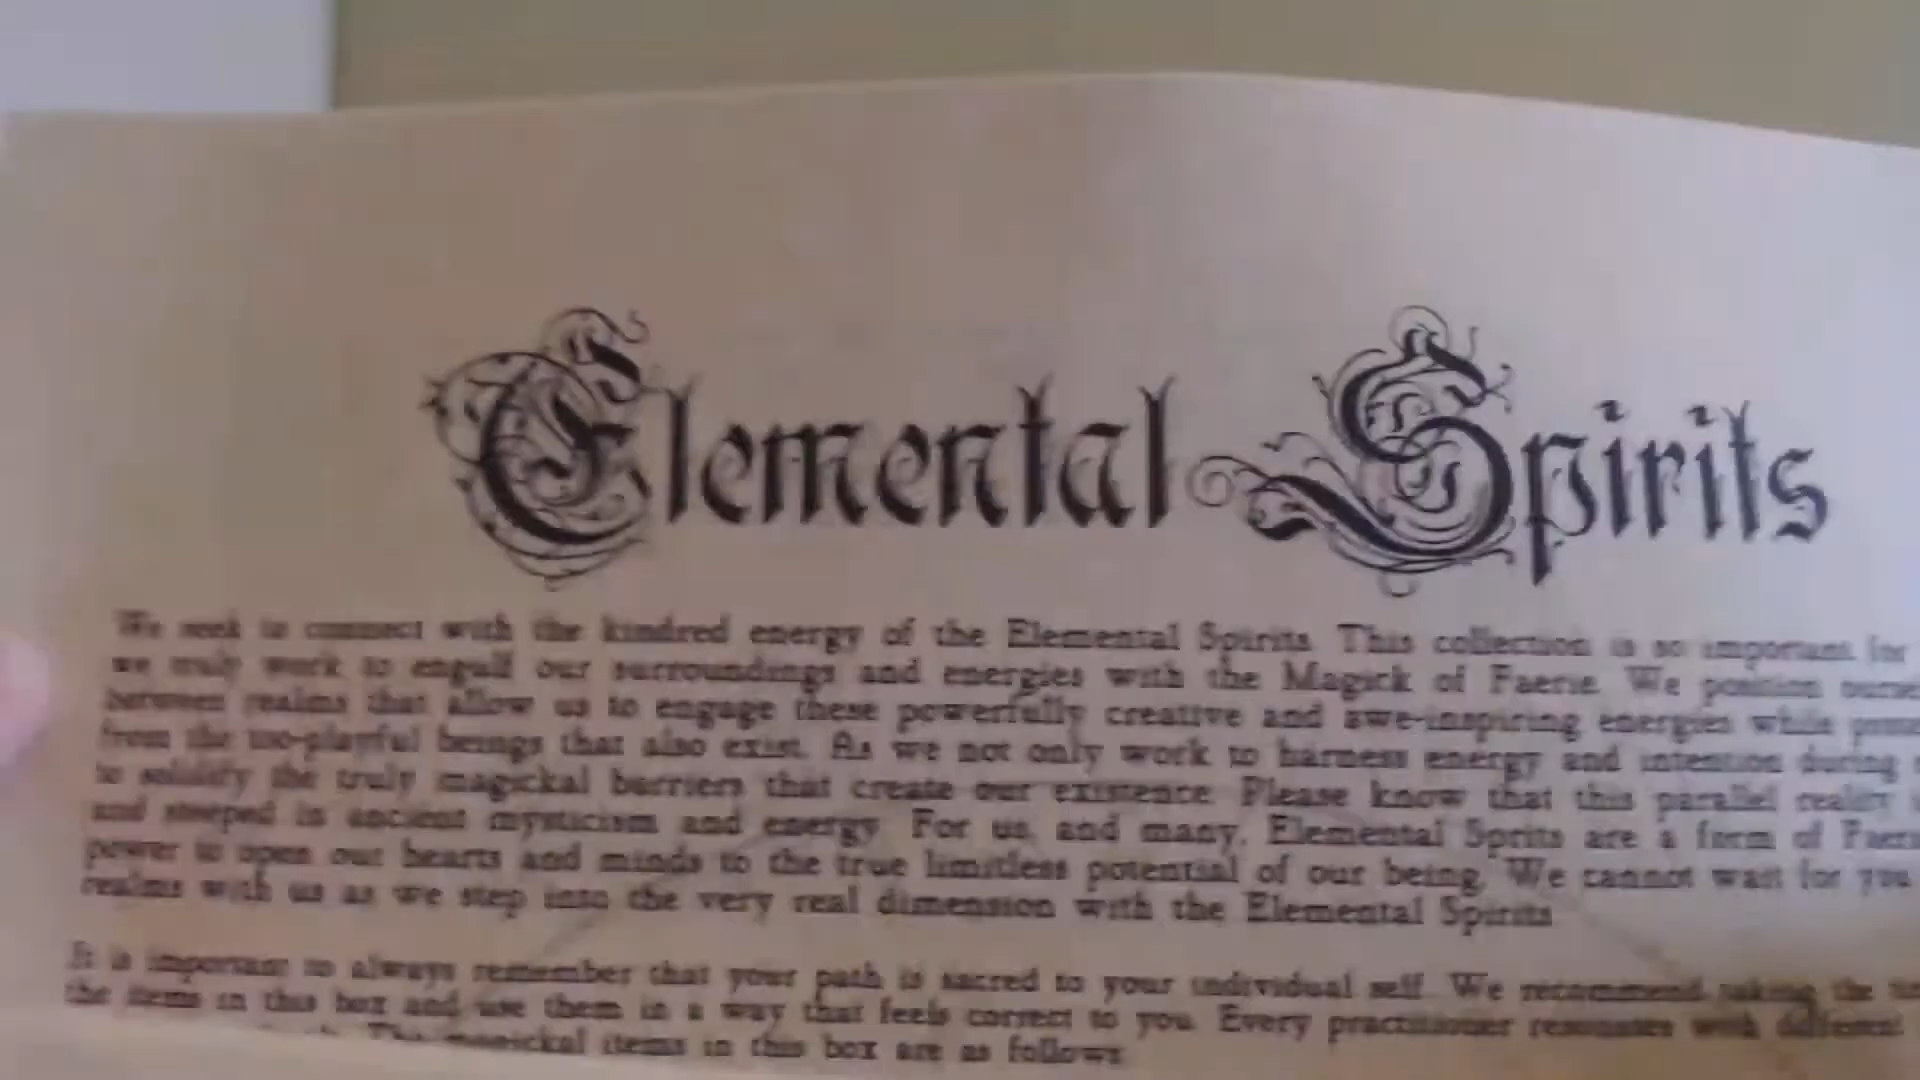 Elemental Spirits
We seek to connect with the kindred energy of the Elemental Spirits. This collection is so important for
we truly work to engulf our surroundings and energies with the Magick of Faerie. We position
between realms that allow us to engage these powerfully creative and awe-inspiring energies while
from the too-playful beings that also exist. As we not only work to harness energy and intention during
to solidify the truly magickal barriers that create our existence. Please know that this parallel reality
and steeped in ancient mysticism and energy. For us, and many, Elemental Sprits are a form of
power to open our hearts and minds to the true limitless potential of our being. We cannot wait for you
realms with us as we step into the very real dimension with the Elemental Spirits.
It is important to always remember that your path is sacred to your individual self. We recommend taking the
the items in this box and use them in a way that feels correct to you. Every practitioner resonates with different
The magickal items in this box are as follows: